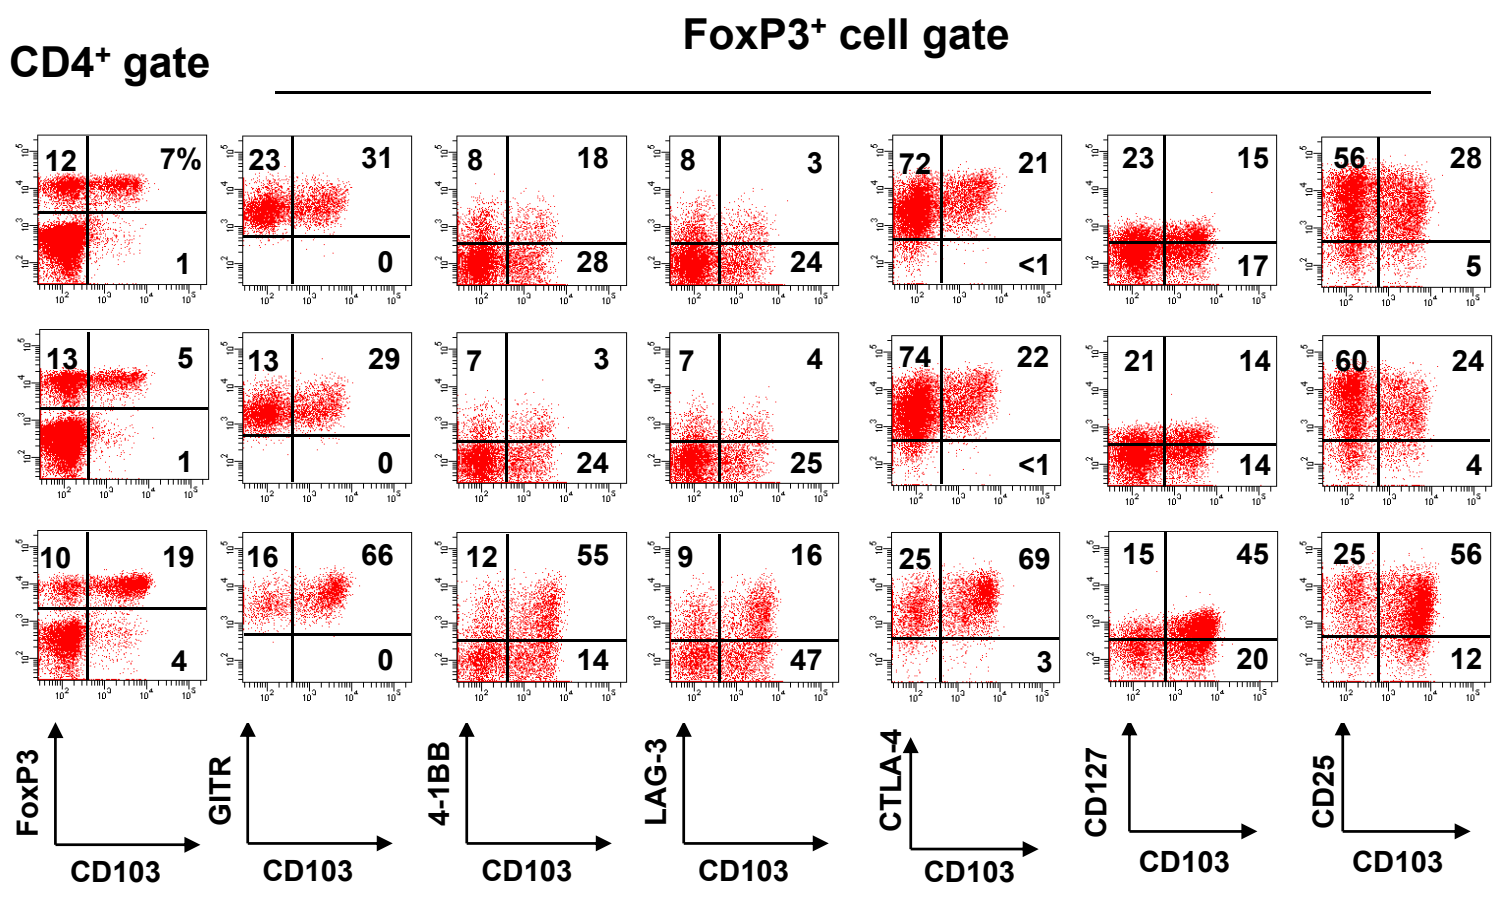 CD4+ gate
FoxP3+ cell gate
12 7%
1
23 31
0
8 18
28
8 3
24
72 21
<1
23 15
17
56 28
5
13 5
1
13 29
0
7 3
24
7 4
25
74 22
<1
21 14
14
60 24
4
10 19
4
16 66
0
12 55
14
9 16
47
25 69
3
15 45
20
25 56
12
FoxP3
CD103
GITR
CD103
4-1BB
CD103
LAG-3
CD103
CTLA-4
CD103
CD127
CD103
CD25
CD103